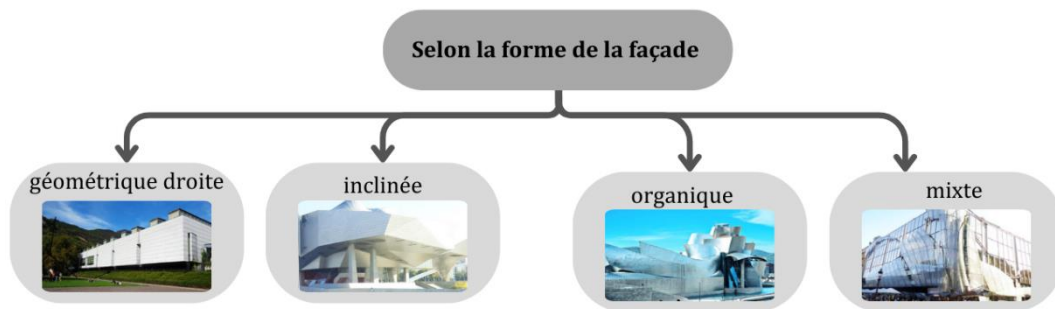 Selon la forme de la façade
géométrique droite
inclinée
organique
mixte